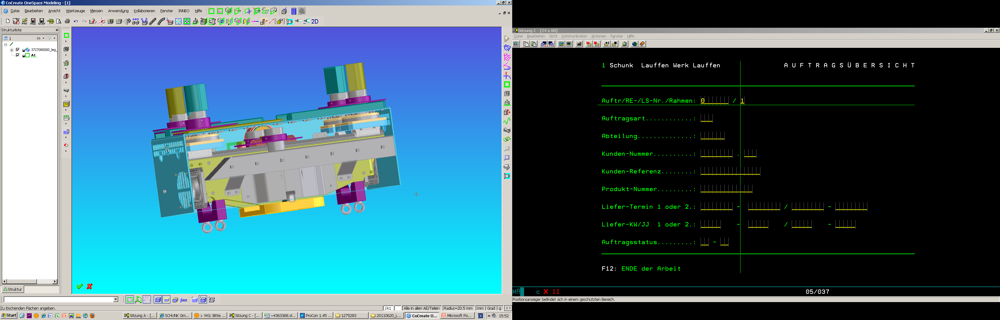 CoCreate OneSpace Modeling - [1]
Datei Bearbeiten Ansicht Werkzeuge Messen Anwendung Kollaborieren Fenster INNEO Hilfe
PKG PKG STEP 2D
Strukturliste
1
3727080000_leg_
A1
Struktur
Zu löschenden Flächen angeben.
/A1 Alle in allen AE/Teilen Radius=20.5 mm mm | Grad | g
Start Sitzung A - [... SCHUNK Gm... > WG: Bitte ... Sitzung C - [... ~4363368.xl... ProCon 1.45 ... 1275283 20110620_L... CoCreate O... Microsoft Po... DE « 15:52
Sitzung C - [24 x 80]
Datei Bearbeiten Sicht Kommunikation Aktionen Fenster Hilfe
1 Schunk Lauffen Werk Lauffen A U F T R A G S Ü B E R S I C H T
Auftr/RE-/LS-Nr./Rahmen: 0 / 1
Auftragsart............:
Abteilung..............:
Kunden-Nummer..........: .
Kunden-Referenz........:
Produkt-Nummer.........:
Liefer-Termin 1 oder 2.: - / -
Liefer-KW/JJ 1 oder 2.: - / -
Auftragsstatus.........: -
F12: ENDE der Arbeit
MA c X II 05/037
Positionsanzeiger befindet sich in einem geschützten Bereich.